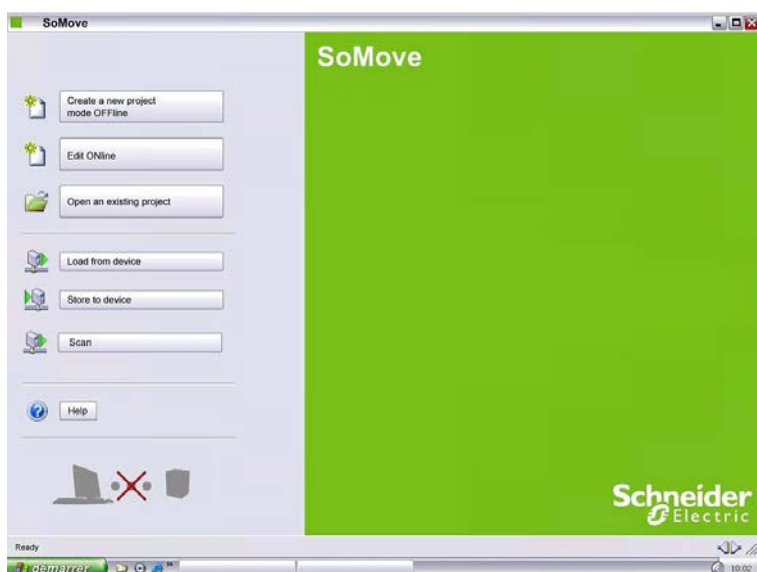 SoMove
SoMove
Create a new project
mode OFFline
Edit ONline
Open an existing project
Load from device
Store to device
Scan
Help
Schneider
Electric
Ready
démarrer
10:02